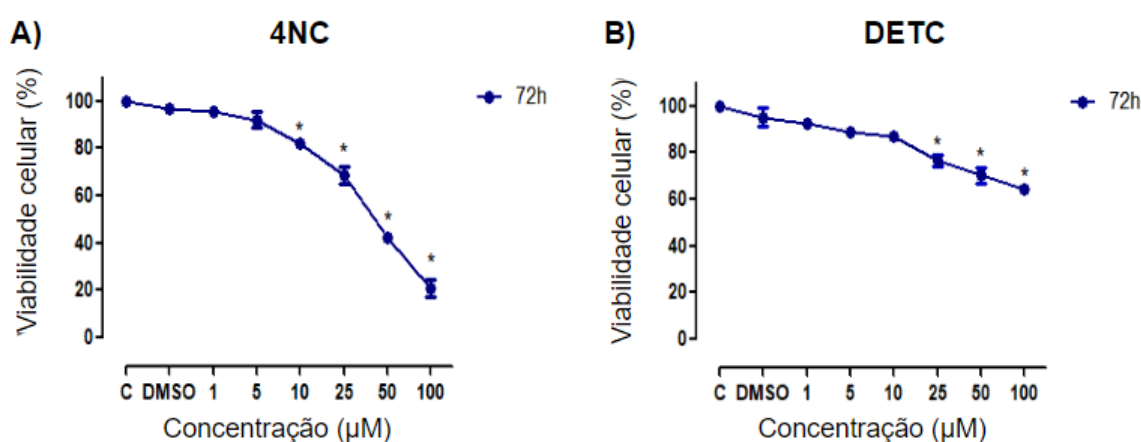 A)
4NC
Viabilidade celular (%)
100
80
60
40
20
0
72h
*
*
*
*
C DMSO 1 5 10 25 50 100
Concentração (µM)
B)
DETC
Viabilidade celular (%)
100
80
60
40
20
0
72h
*
*
*
C DMSO 1 5 10 25 50 100
Concentração (µM)